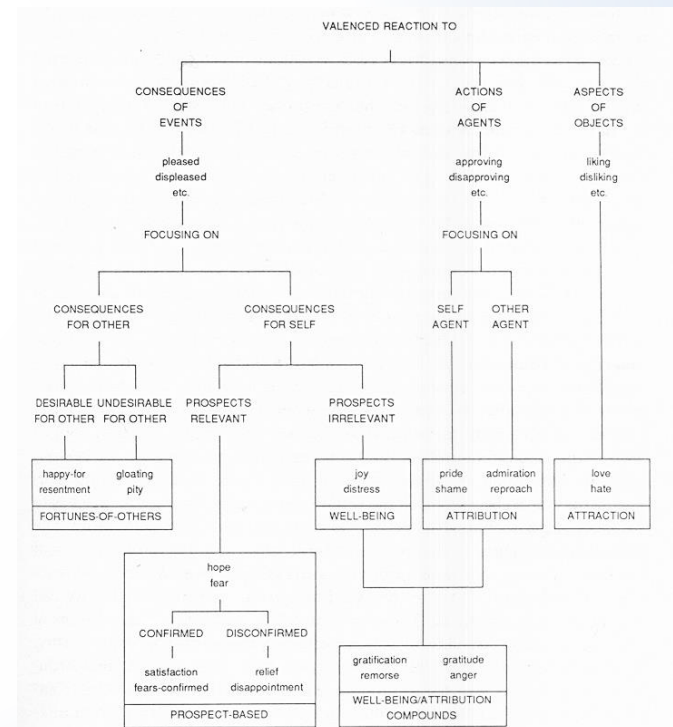 VALENCED REACTION TO
CONSEQUENCES
OF
EVENTS
ACTIONS
OF
AGENTS
ASPECTS
OF
OBJECTS
pleased
displeased
etc.
approving
disapproving
etc.
liking
disliking
etc.
FOCUSING ON
FOCUSING ON
CONSEQUENCES
FOR OTHER
CONSEQUENCES
FOR SELF
SELF
AGENT
OTHER
AGENT
DESIRABLE
FOR OTHER
UNDESIRABLE
FOR OTHER
PROSPECTS
RELEVANT
PROSPECTS
IRRELEVANT
happy-for
resentment
gloating
pity
FORTUNES-OF-OTHERS
joy
distress
WELL-BEING
pride
shame
admiration
reproach
ATTRIBUTION
love
hate
ATTRACTION
hope
fear
CONFIRMED
DISCONFIRMED
satisfaction
fears-confirmed
relief
disappointment
PROSPECT-BASED
gratification
remorse
gratitude
anger
WELL-BEING/ATTRIBUTION
COMPOUNDS